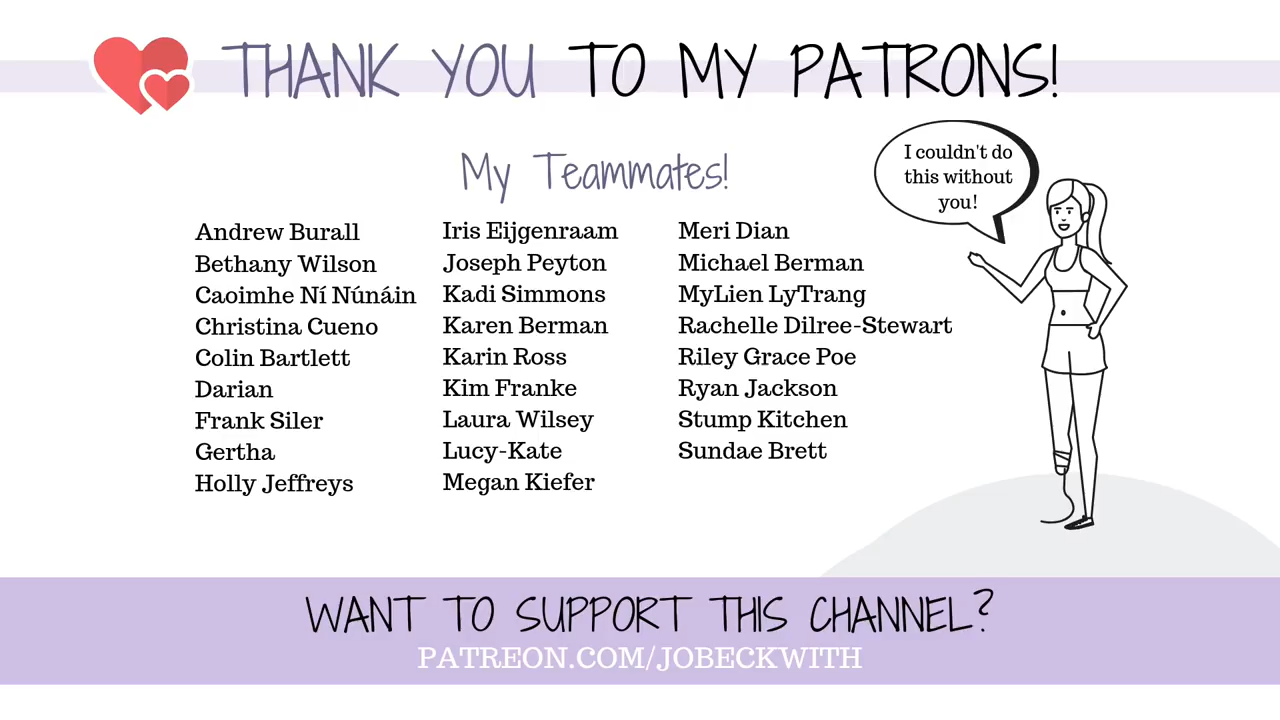 THANK YOU TO MY PATRONS!
My Teammates!
I couldn't do
this without
you!
Andrew Burall
Bethany Wilson
Caoimhe Ní Núnáin
Christina Cueno
Colin Bartlett
Darian
Frank Siler
Gertha
Holly Jeffreys
Iris Eijgenraam
Joseph Peyton
Kadi Simmons
Karen Berman
Karin Ross
Kim Franke
Laura Wilsey
Lucy-Kate
Megan Kiefer
Meri Dian
Michael Berman
MyLien LyTrang
Rachelle Dilree-Stewart
Riley Grace Poe
Ryan Jackson
Stump Kitchen
Sundae Brett
WANT TO SUPPORT THIS CHANNEL?
PATREON.COM/JOBECKWITH